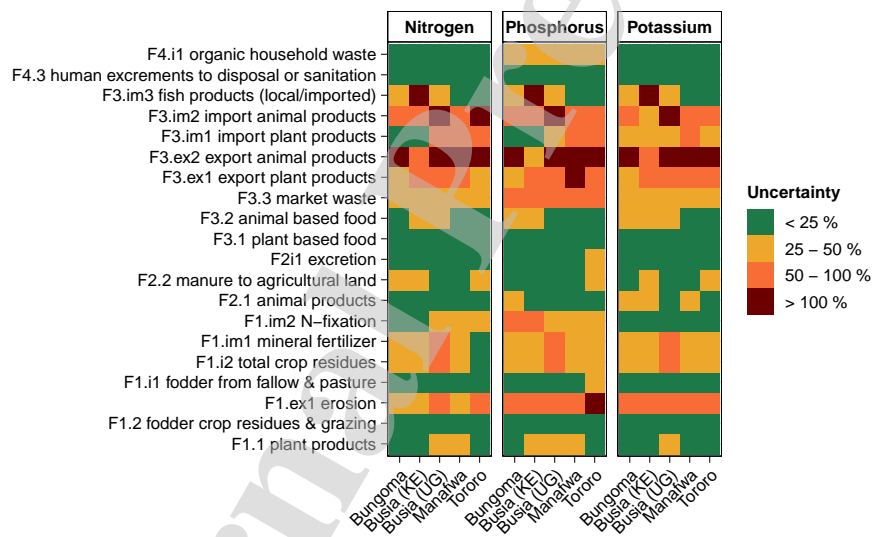 Nitrogen Phosphorus Potassium
F4.i1 organic household waste
F4.3 human excrements to disposal or sanitation
F3.im3 fish products (local/imported)
F3.im2 import animal products
F3.im1 import plant products
F3.ex2 export animal products
F3.ex1 export plant products
F3.3 market waste
F3.2 animal based food
F3.1 plant based food
F2i1 excretion
F2.2 manure to agricultural land
F2.1 animal products
F1.im2 N−fixation
F1.im1 mineral fertilizer
F1.i2 total crop residues
F1.i1 fodder from fallow & pasture
F1.ex1 erosion
F1.2 fodder crop residues & grazing
F1.1 plant products
Uncertainty
< 25 %
25 − 50 %
50 − 100 %
> 100 %
Bungoma
Busia (KE)
Busia (UG)
Manafwa
Tororo
Bungoma
Busia (KE)
Busia (UG)
Manafwa
Tororo
Bungoma
Busia (KE)
Busia (UG)
Manafwa
Tororo